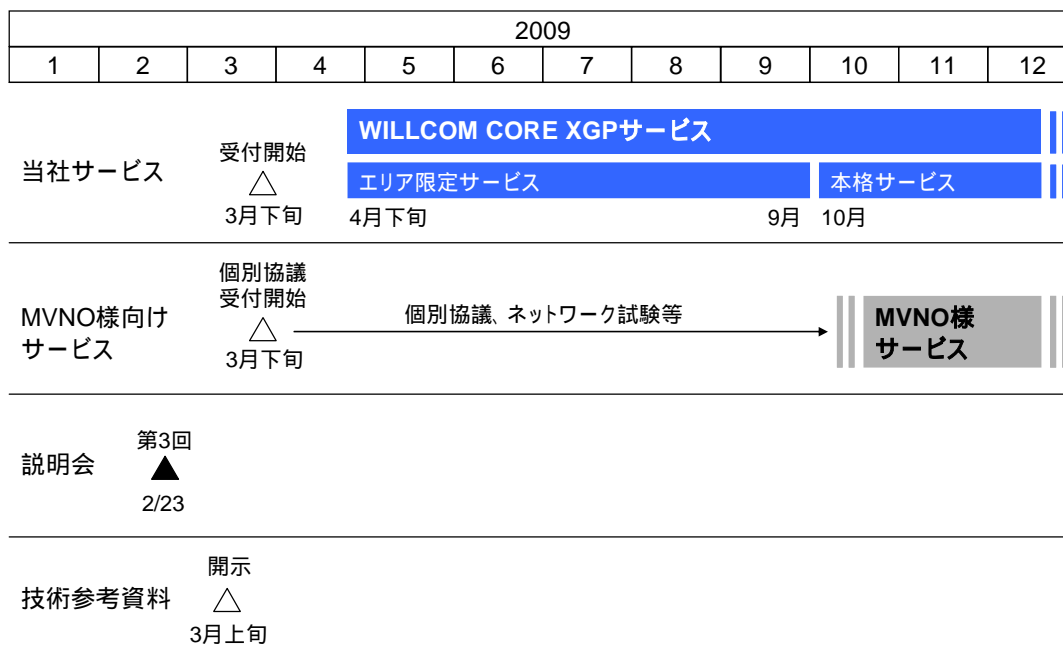 2009
1 2 3 4 5 6 7 8 9 10 11 12
当社サービス
受付開始
3月下旬
WILLCOM CORE XGPサービス
エリア限定サービス
本格サービス
4月下旬
9月
10月
MVNO様向け
サービス
個別協議
受付開始
3月下旬
個別協議、ネットワーク試験等
MVNO様
サービス
説明会
第3回
2/23
技術参考資料
開示
3月上旬